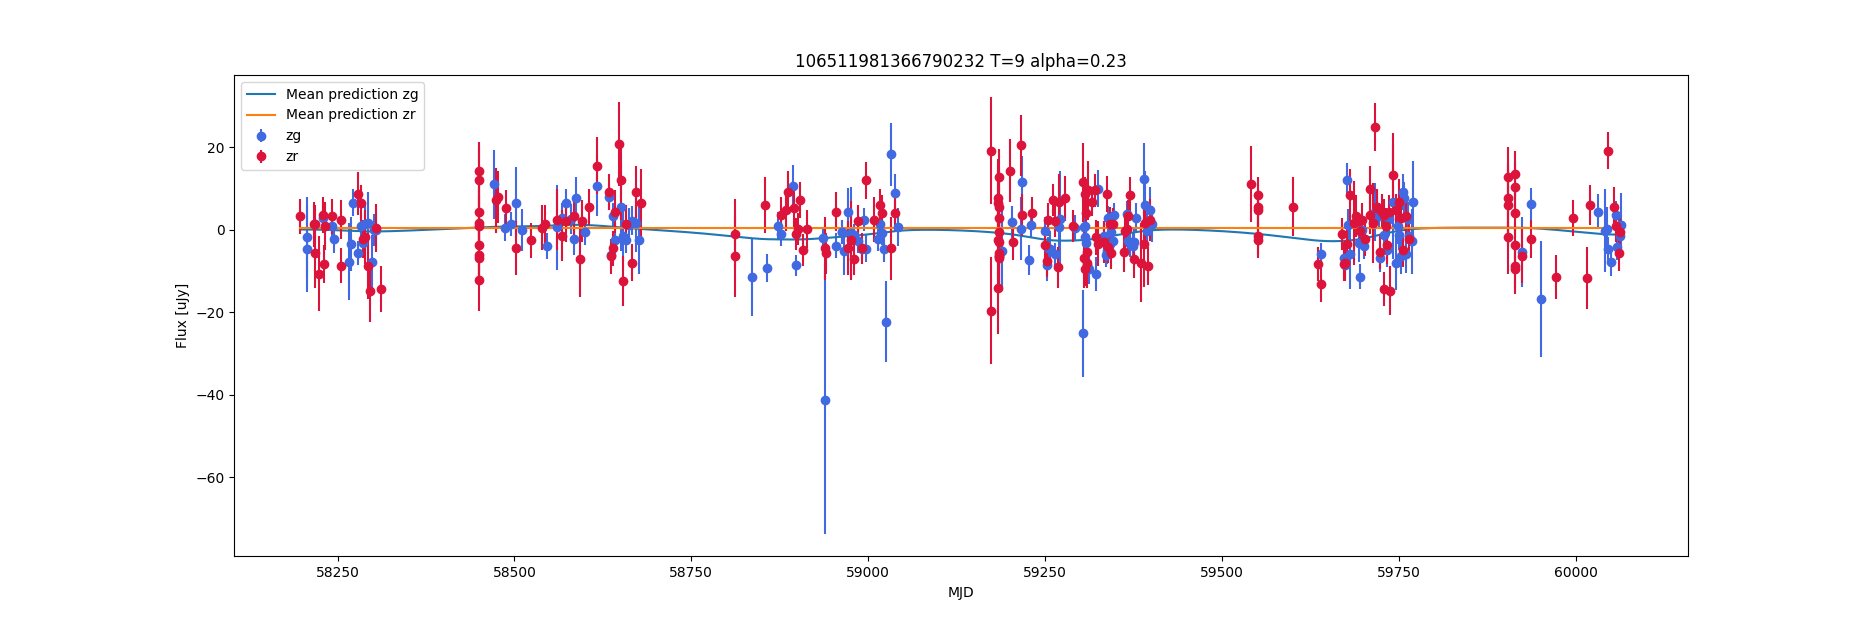 106511981366790232 T=9 alpha=0.23
Mean prediction zg
Mean prediction zr
zg
zr
Flux [uJy]
20
0
−20
−40
−60
58250
58500
58750
59000
59250
59500
59750
60000
MJD